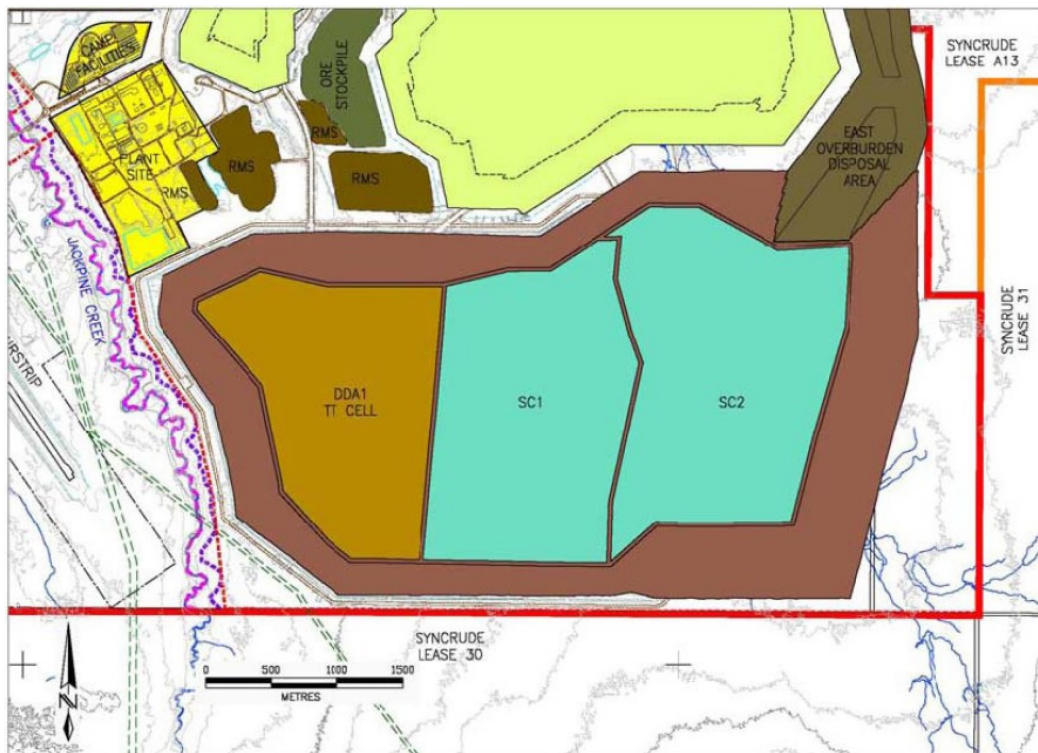 CAMP
FACILITIES
ORE
STOCKPILE
SYNCRUDE
LEASE A13
PLANT
SITE
RMS
RMS
RMS
RMS
EAST
OVERBURDEN
DISPOSAL
AREA
JACKPINE CREEK
SYNCRUDE
LEASE 31
IRSTRIP
DDA1
TT CELL
SC1
SC2
SYNCRUDE
LEASE 30
0 500 1000 1500
METRES
N